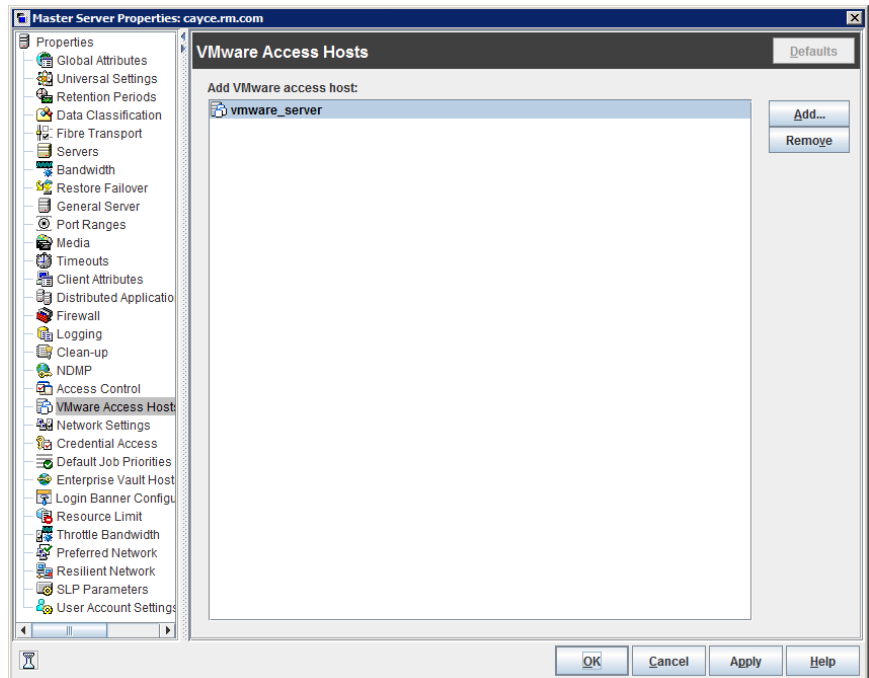 Master Server Properties: cayce.rm.com
Properties
Global Attributes
Universal Settings
Retention Periods
Data Classification
Fibre Transport
Servers
Bandwidth
Restore Failover
General Server
Port Ranges
Media
Timeouts
Client Attributes
Distributed Applicatio
Firewall
Logging
Clean-up
NDMP
Access Control
VMware Access Hosts
Network Settings
Credential Access
Default Job Priorities
Enterprise Vault Host
Login Banner Configu
Resource Limit
Throttle Bandwidth
Preferred Network
Resilient Network
SLP Parameters
User Account Settings
VMware Access Hosts
Defaults
Add VMware access host:
vmware_server
Add...
Remove
OK
Cancel
Apply
Help